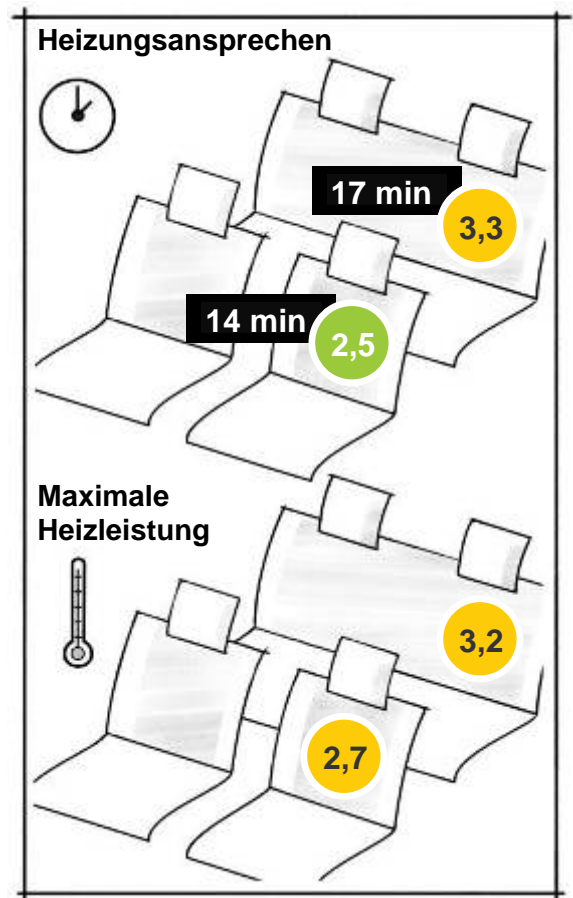 Heizungsansprechen
17 min
3,3
14 min
2,5
Maximale
Heizleistung
3,2
2,7